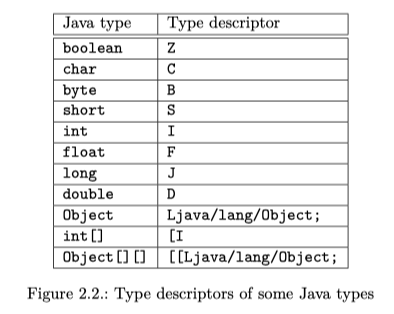 Java type Type descriptor
boolean Z
char C
byte B
short S
int I
float F
long J
double D
Object Ljava/lang/Object;
int[] [I
Object[][] [[Ljava/lang/Object;
Figure 2.2.: Type descriptors of some Java types